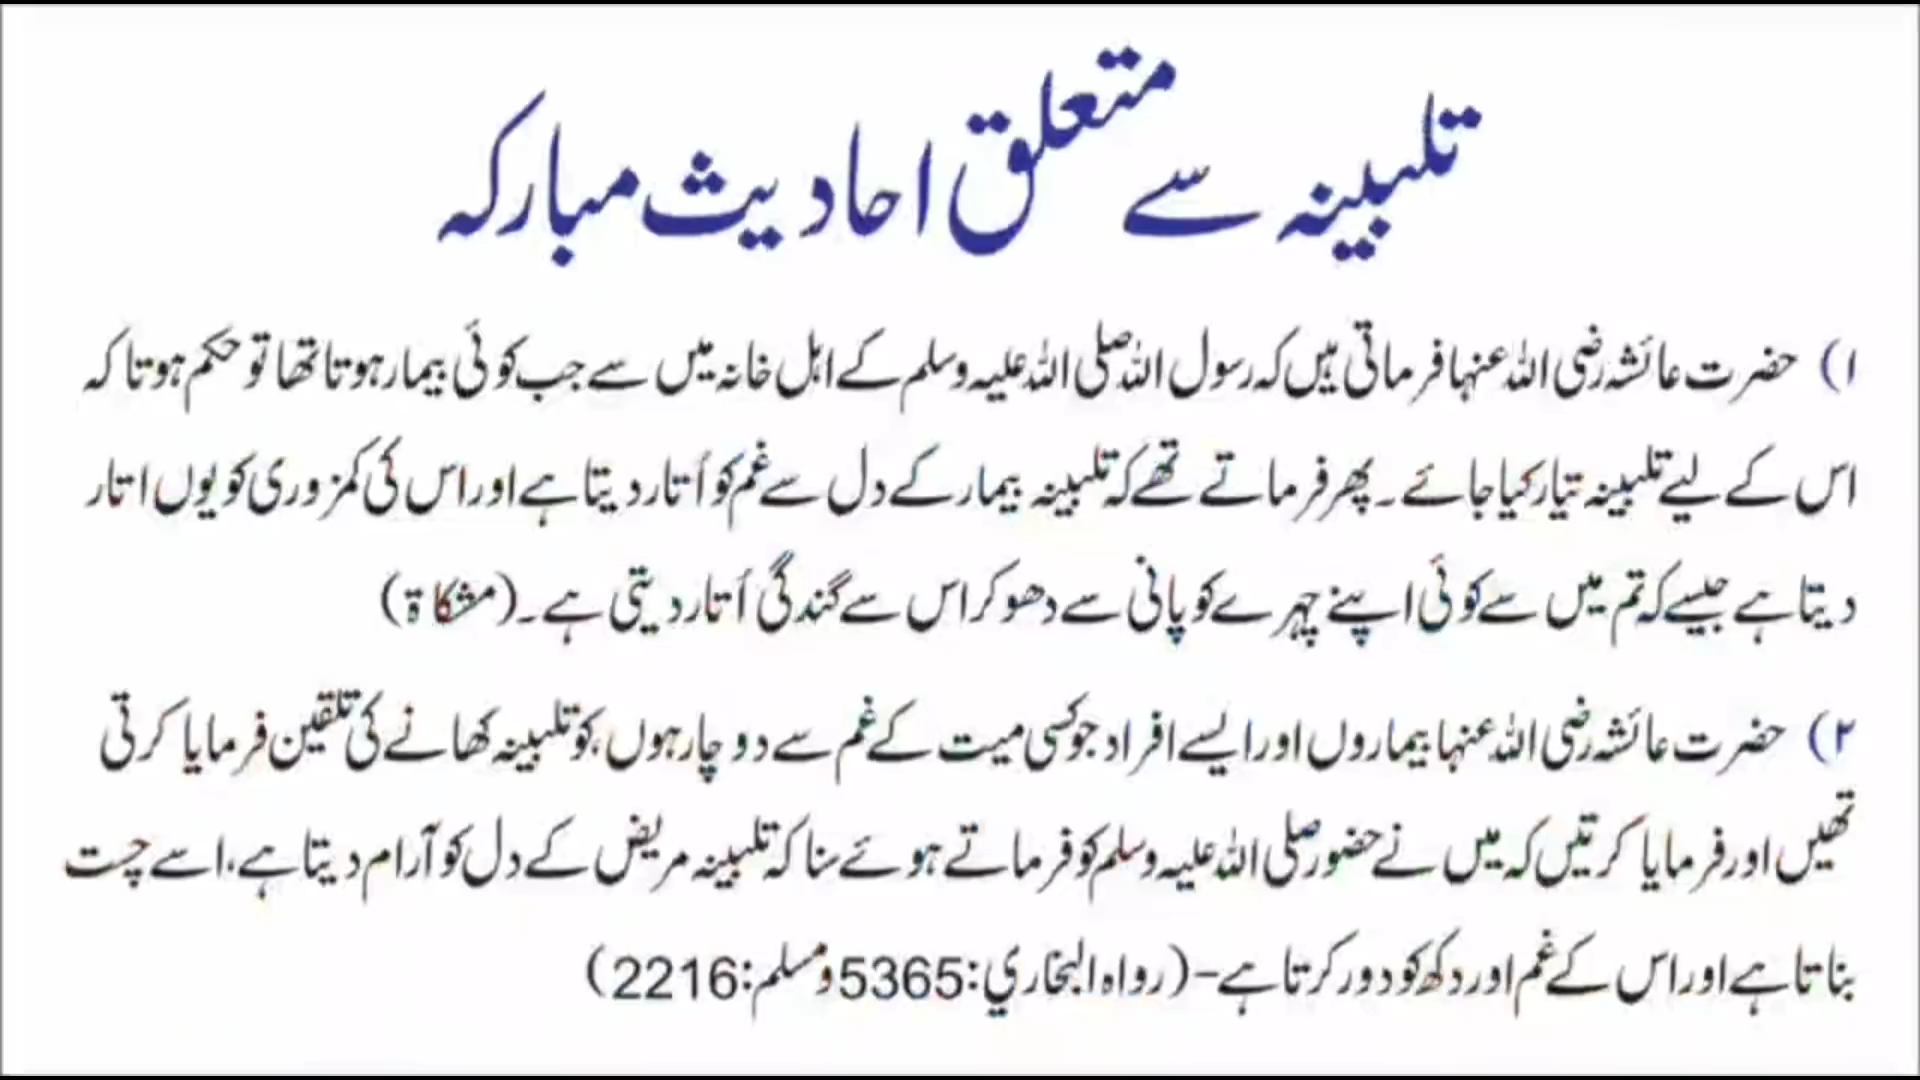 تلبینہ سے متعلق احادیث مبارکہ
۱) حضرت عائشہ رضی اللہ عنہا فرماتی ہیں کہ رسول اللہ صلی اللہ علیہ وسلم کے اہل خانہ میں سے جب کوئی بیمار ہوتا تھا تو حکم ہوتا کہ
اس کے لیے تلبینہ تیار کیا جائے۔ پھر فرماتے تھے کہ تلبینہ بیمار کے دل سے غم کو اُتار دیتا ہے اور اس کی کمزوری کو یوں اتار
دیتا ہے جیسے کہ تم میں سے کوئی اپنے چہرے کو پانی سے دھو کر اس سے گندگی اُتار دیتی ہے۔ (مشکاۃ)
۲) حضرت عائشہ رضی اللہ عنہا بیماروں اور ایسے افراد جو کسی میت کے غم سے دو چار ہوں، کو تلبینہ کھانے کی تلقین فرمایا کرتی
تھیں اور فرمایا کرتیں کہ میں نے حضور صلی اللہ علیہ وسلم کو فرماتے ہوئے سنا کہ تلبینہ مریض کے دل کو آرام دیتا ہے، اسے چست
بناتا ہے اور اس کے غم اور دکھ کو دور کرتا ہے- (رواہ البخاري: 5365 و مسلم: 2216)